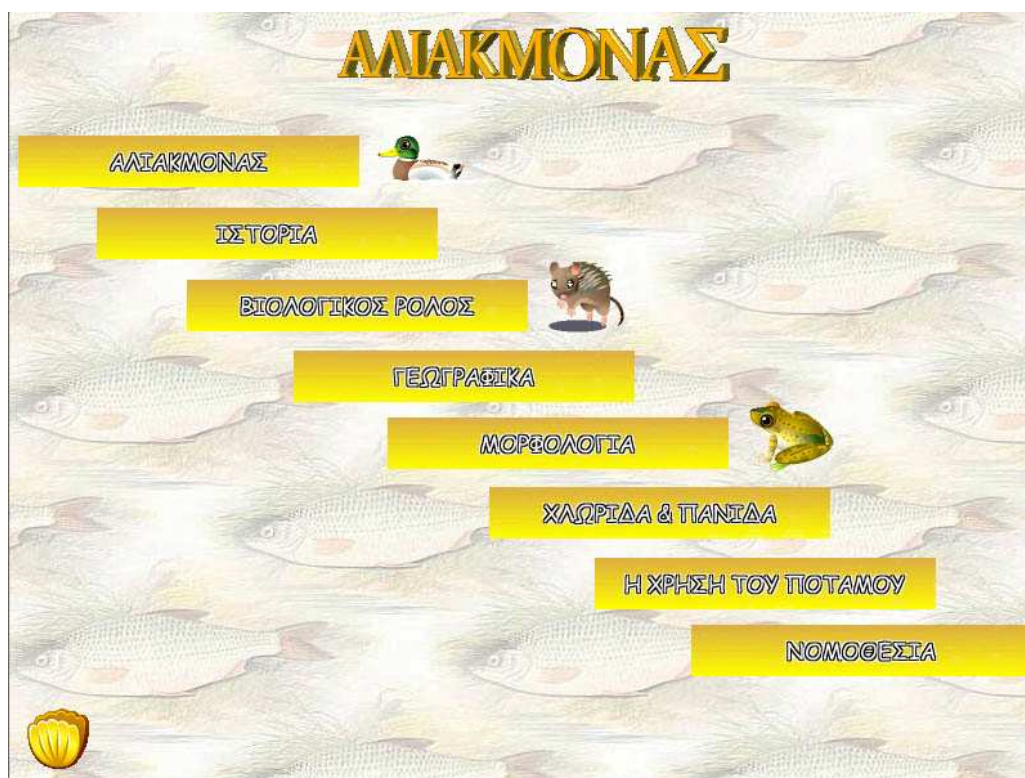 ΑΛΙΑΚΜΟΝΑΣ
ΑΛΙΑΚΜΟΝΑΣ
ΙΣΤΟΡΙΑ
ΒΙΟΛΟΓΙΚΟΣ ΡΟΛΟΣ
ΓΕΩΓΡΑΦΙΚΑ
ΜΟΡΦΟΛΟΓΙΑ
ΧΛΩΡΙΔΑ & ΠΑΝΙΔΑ
Η ΧΡΗΣΗ ΤΟΥ ΠΟΤΑΜΟΥ
ΝΟΜΟΘΕΣΙΑ